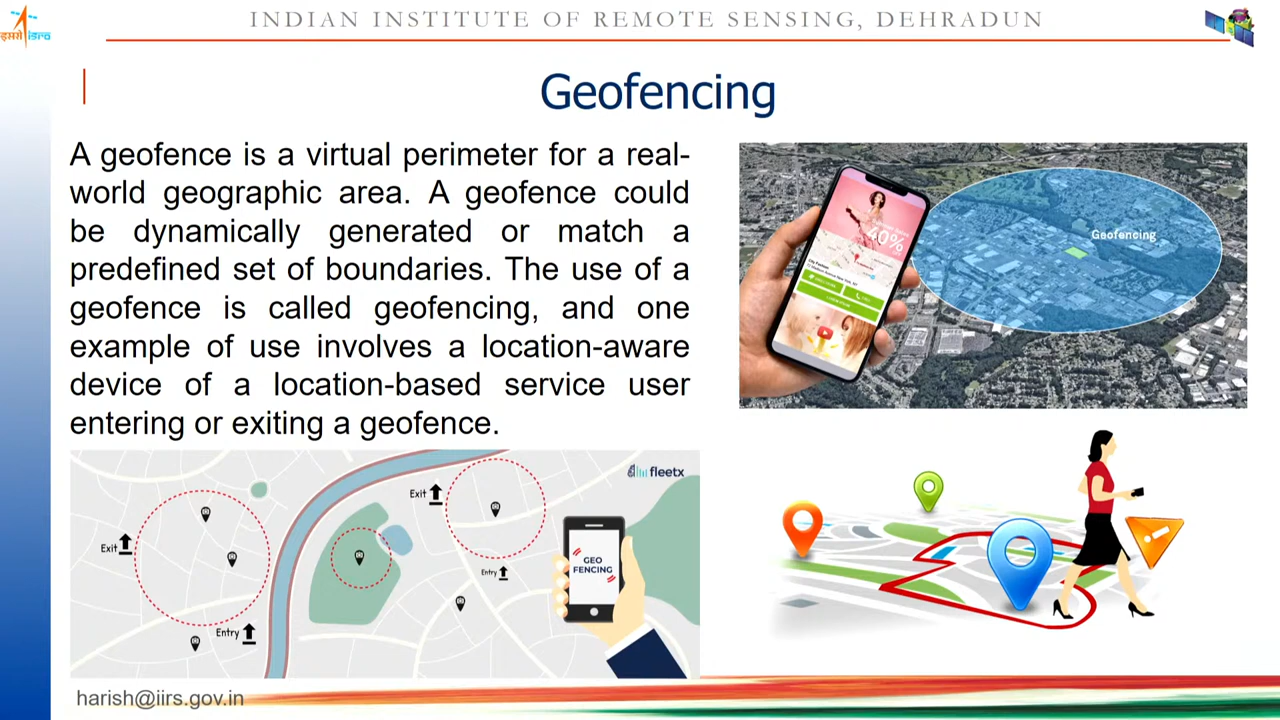 INDIAN INSTITUTE OF REMOTE SENSING, DEHRADUN
इसरो isro
Geofencing
A geofence is a virtual perimeter for a real-
world geographic area. A geofence could
be dynamically generated or match a
predefined set of boundaries. The use of a
geofence is called geofencing, and one
example of use involves a location-aware
device of a location-based service user
entering or exiting a geofence.
40%
Geofencing
fleetx
Exit
Exit
GEO
FENCING
Entry
Entry
harish@iirs.gov.in